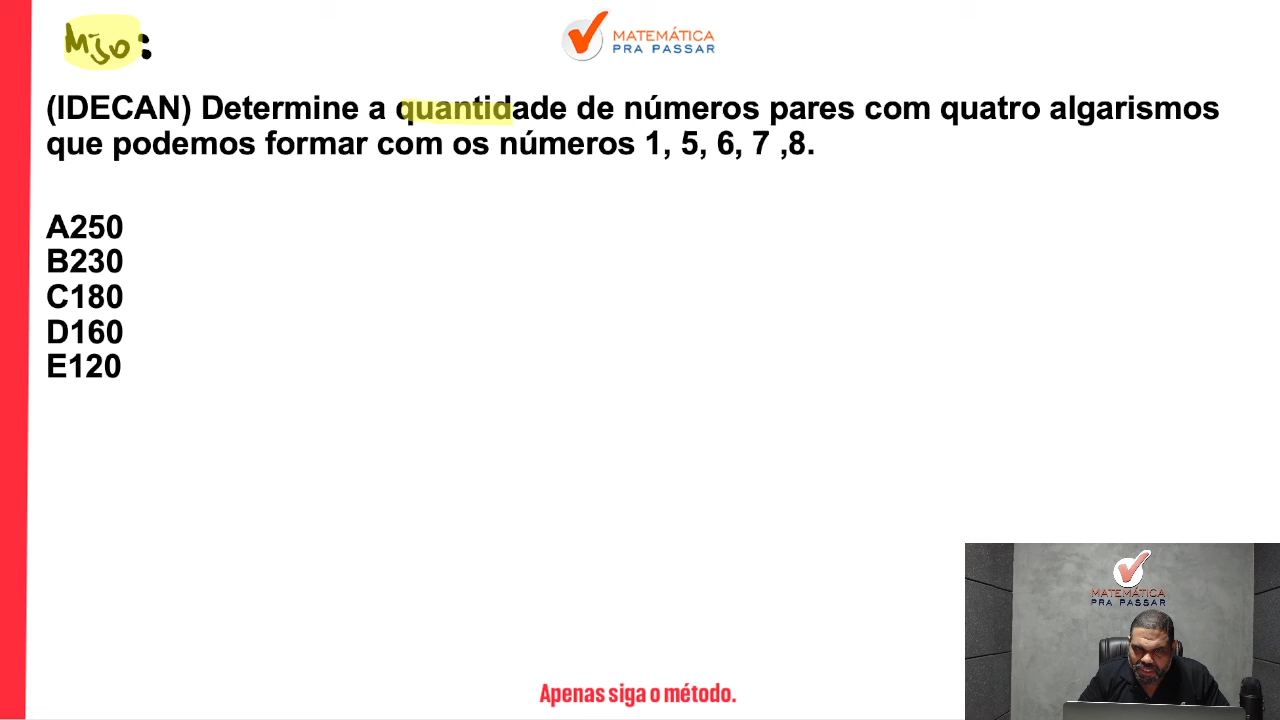 Mjo:
MATEMÁTICA
PRA PASSAR
(IDECAN) Determine a quantidade de números pares com quatro algarismos
que podemos formar com os números 1, 5, 6, 7 ,8.
A250
B230
C180
D160
E120
MATEMÁTICA
PRA PASSAR
Apenas siga o método.